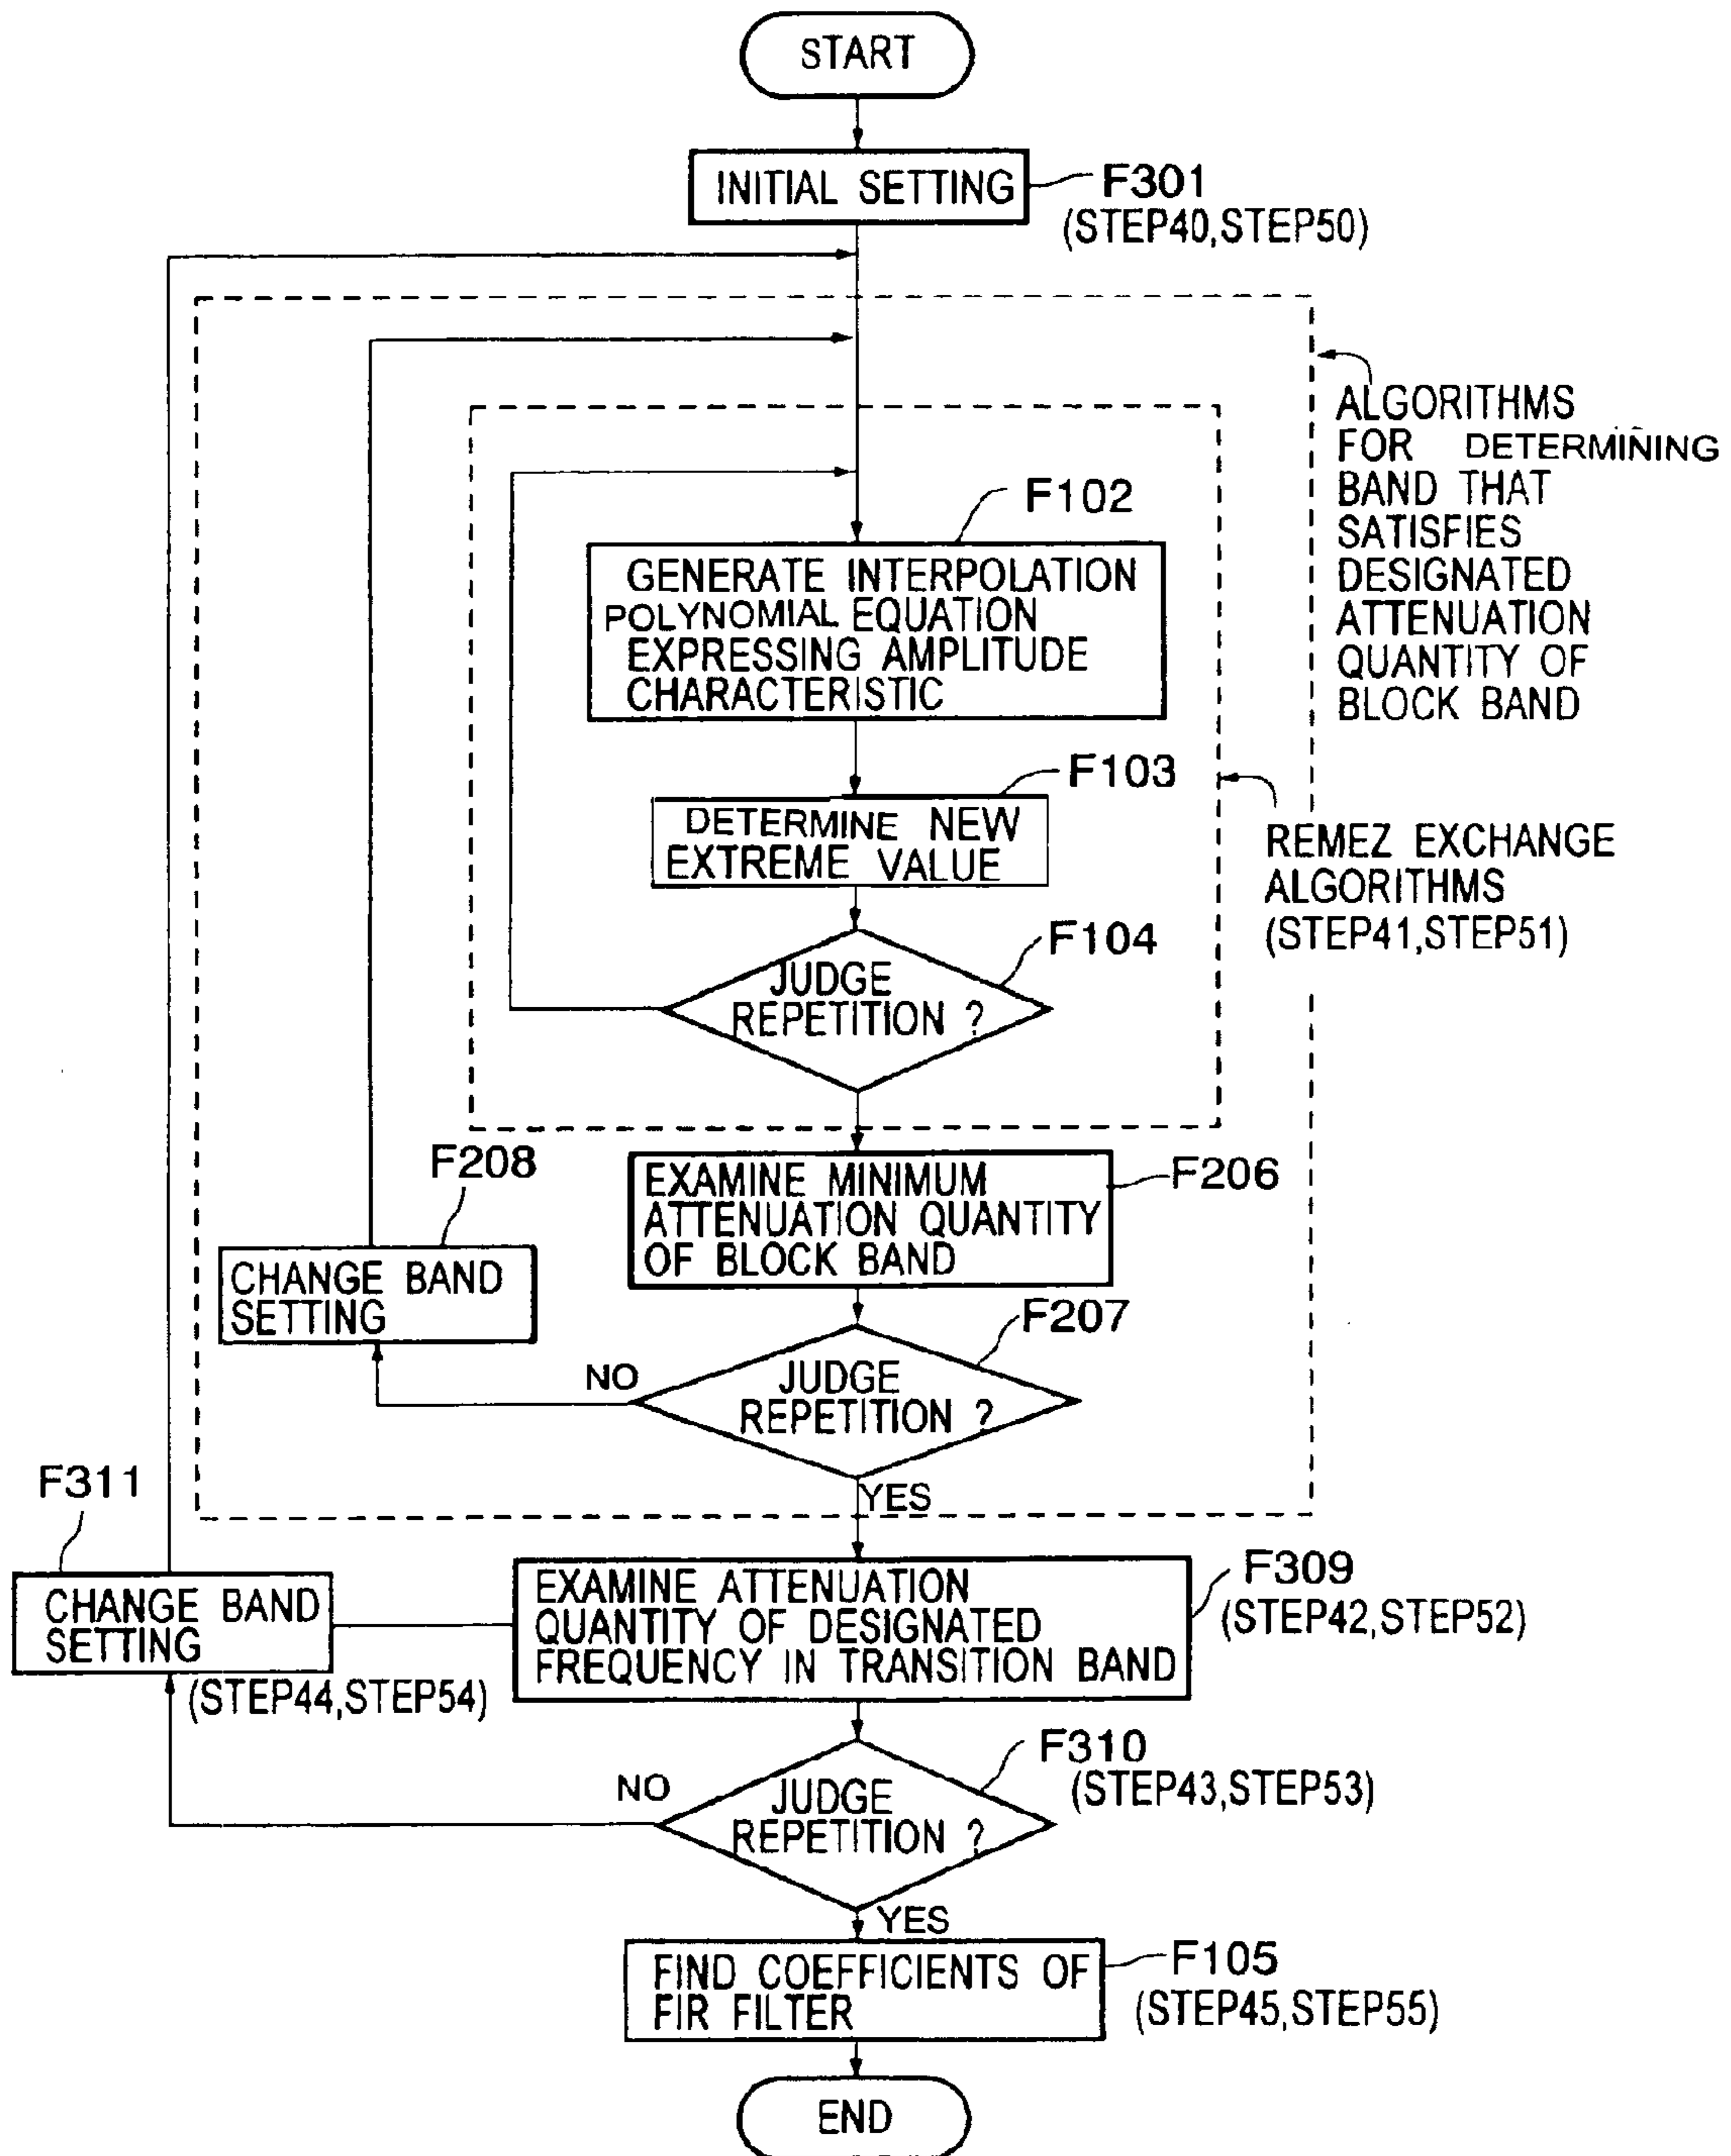 START
INITIAL SETTING
F301
(STEP40,STEP50)
ALGORITHMS
FOR DETERMINING
BAND THAT
SATISFIES
DESIGNATED
ATTENUATION
QUANTITY OF
BLOCK BAND
F102
GENERATE INTERPOLATION
POLYNOMIAL EQUATION
EXPRESSING AMPLITUDE
CHARACTERISTIC
F103
DETERMINE NEW
EXTREME VALUE
REMEZ EXCHANGE
ALGORITHMS
(STEP41,STEP51)
F104
JUDGE
REPETITION ?
F208
CHANGE BAND
SETTING
EXAMINE MINIMUM
ATTENUATION QUANTITY
OF BLOCK BAND
F206
F207
NO
JUDGE
REPETITION ?
YES
F311
CHANGE BAND
SETTING
(STEP44,STEP54)
EXAMINE ATTENUATION
QUANTITY OF DESIGNATED
FREQUENCY IN TRANSITION BAND
F309
(STEP42,STEP52)
F310
(STEP43,STEP53)
NO
JUDGE
REPETITION ?
YES
FIND COEFFICIENTS OF
FIR FILTER
F105
(STEP45,STEP55)
END